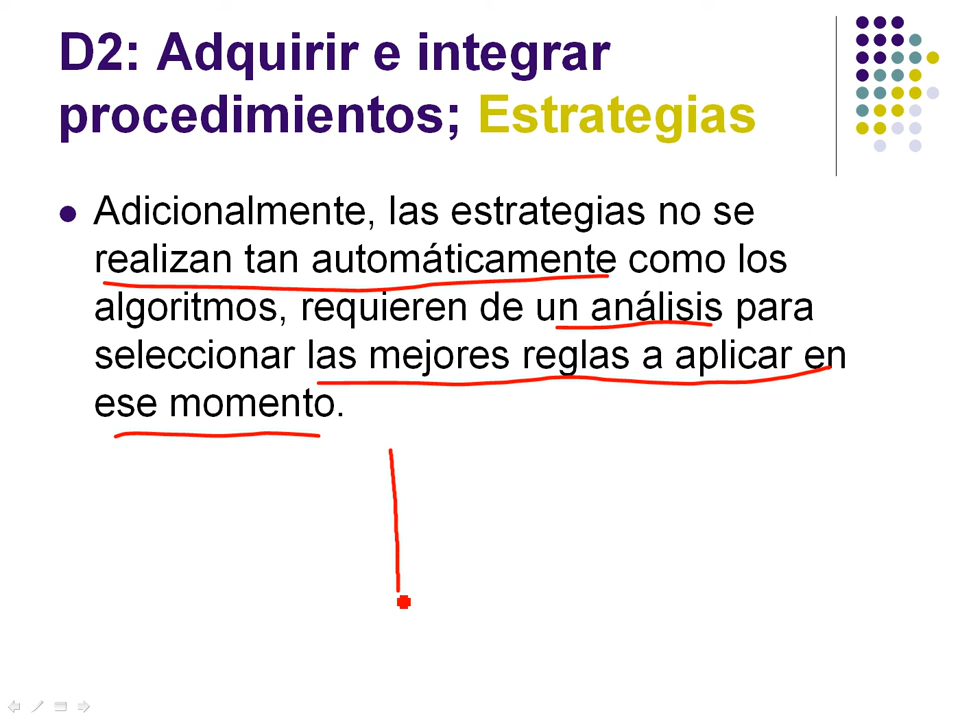 D2: Adquirir e integrar
procedimientos; Estrategias
Adicionalmente, las estrategias no se
realizan tan automáticamente como los
algoritmos, requieren de un análisis para
seleccionar las mejores reglas a aplicar en
ese momento.